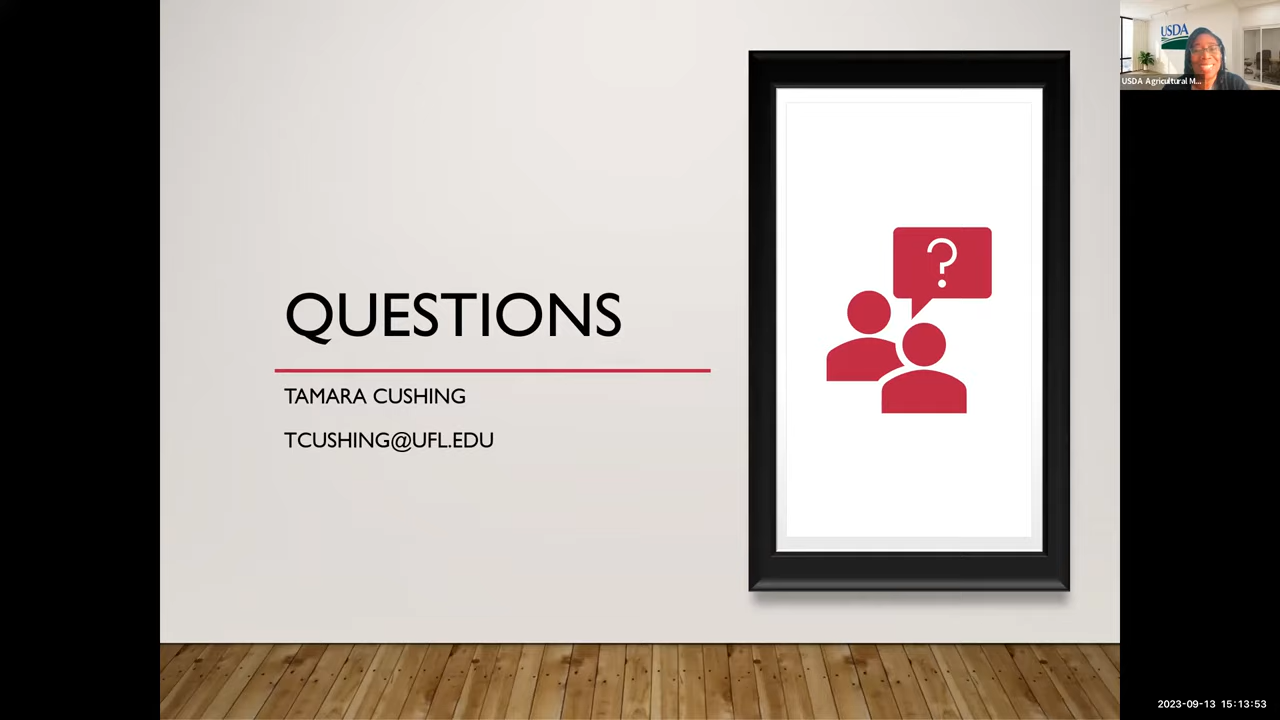 USDA
USDA Agricultural M...
?
QUESTIONS
TAMARA CUSHING
TCUSHING@UFL.EDU
2023-09-13 15:13:53